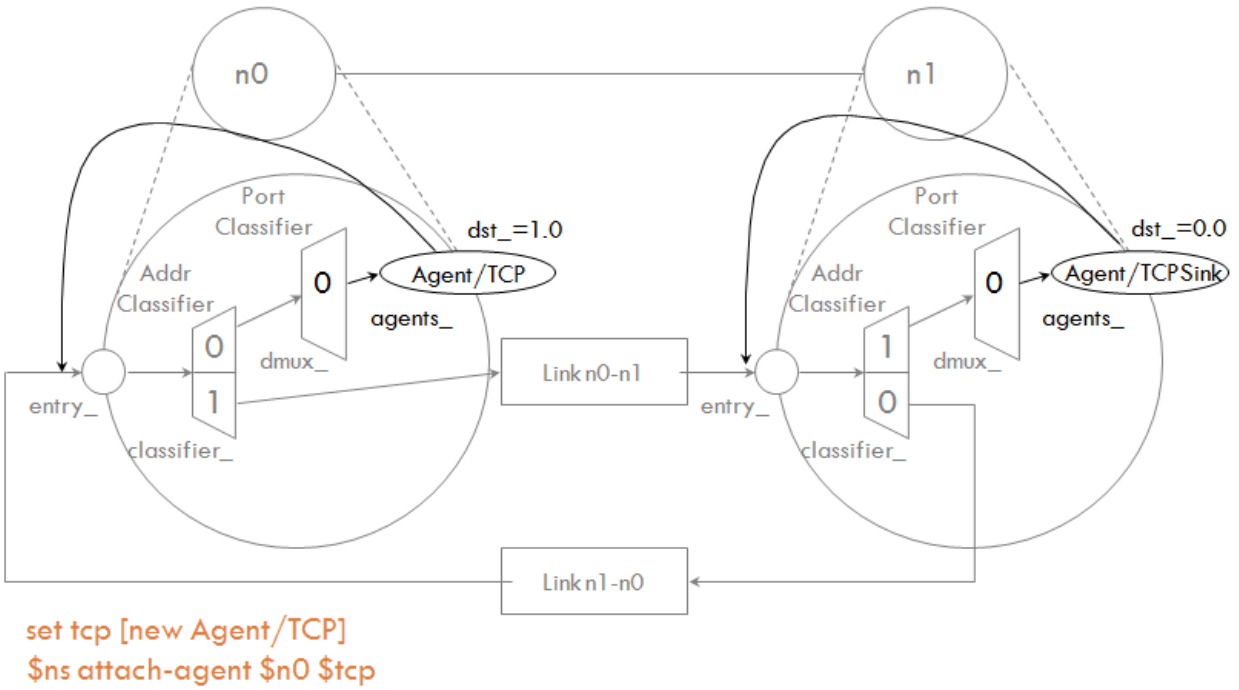 n0
n1
Port
Classifier
Port
Classifier
dst_=1.0
dst_=0.0
Addr
Classifier
0
Agent/TCP
Addr
Classifier
0
Agent/TCPSink
agents_
agents_
0
dmux_
1
dmux_
Link n0-n1
entry_
1
entry_
0
classifier_
classifier_
Link n1-n0
set tcp [new Agent/TCP]
$ns attach-agent $n0 $tcp